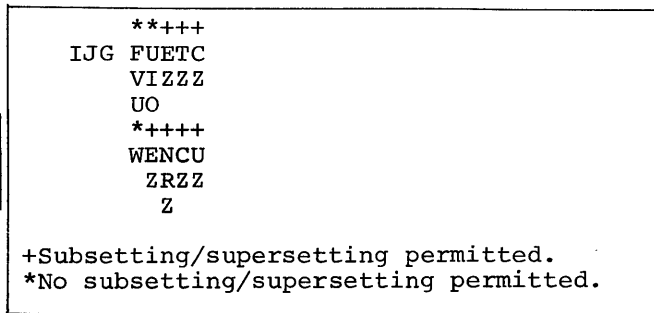 **+++
IJG FUETC
VIZZZ
UO
*++++
WENCU
ZRZZ
Z
+Subsetting/supersetting permitted.
*No subsetting/supersetting permitted.